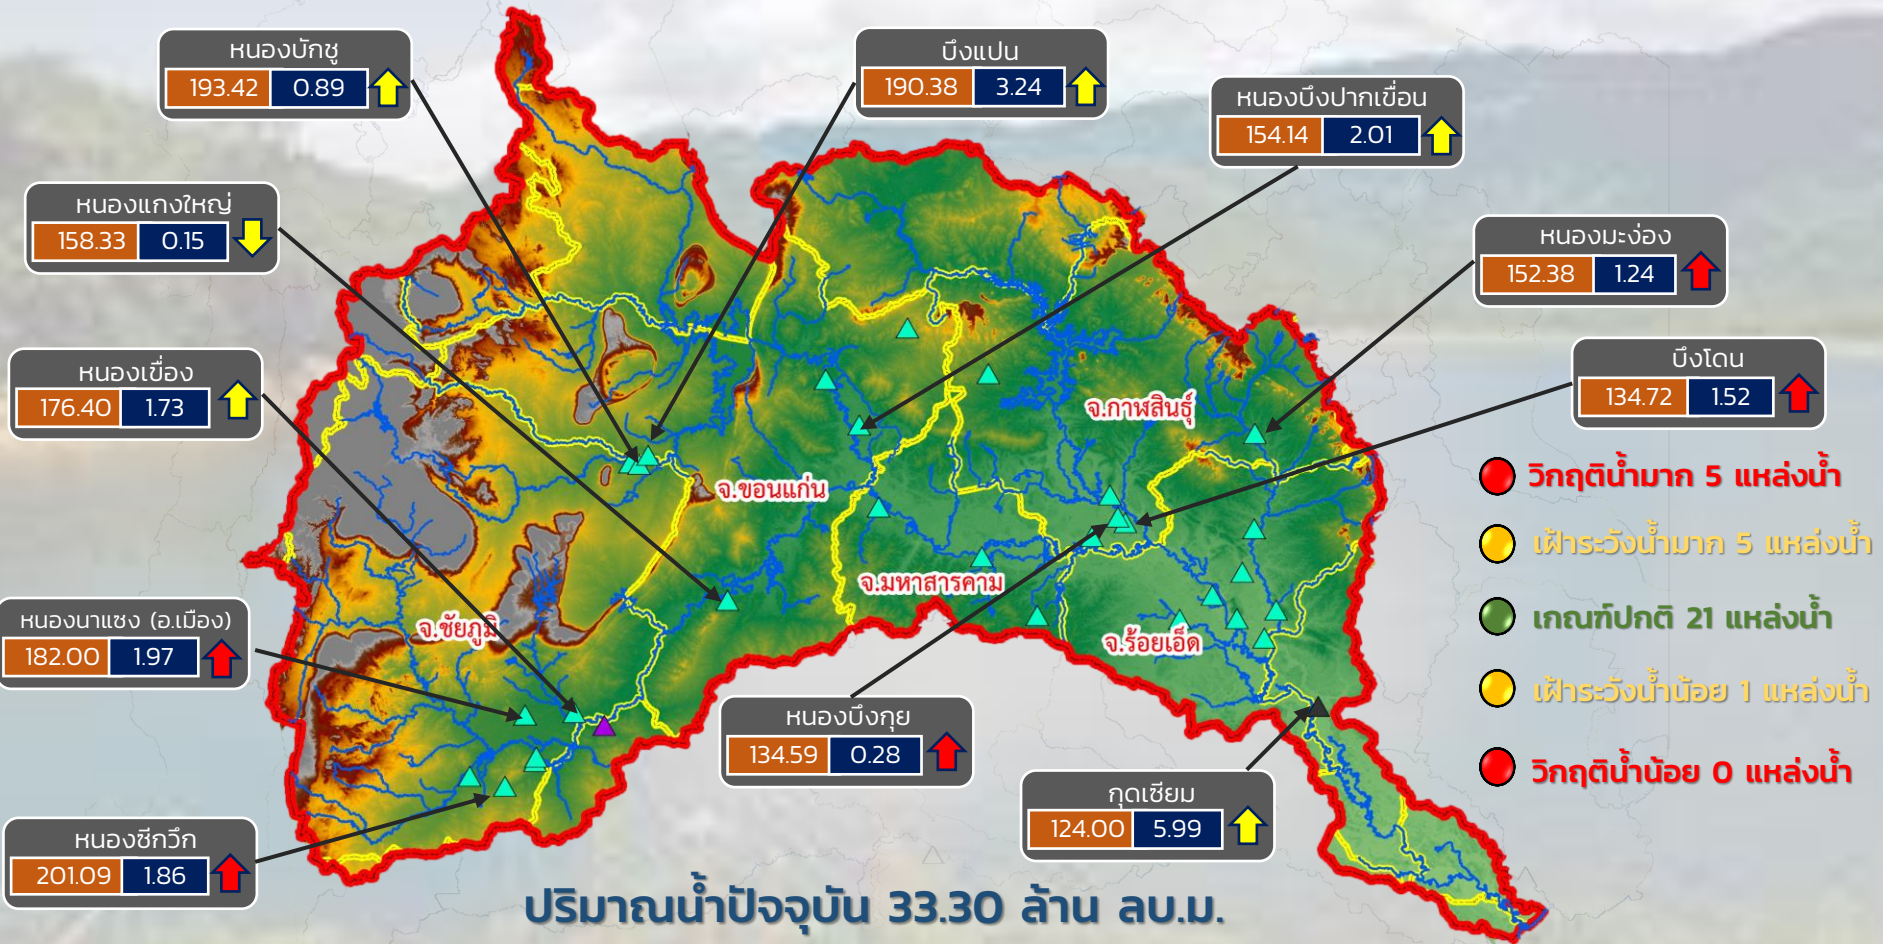 หนองบักชู
193.42 0.89
บึงแปน
190.38 3.24
หนองบึงปากเขื่อน
154.14 2.01
หนองแกงใหญ่
158.33 0.15
หนองมะง่อง
152.38 1.24
หนองเขื่อง
176.40 1.73
บึงโดน
134.72 1.52
จ.กาฬสินธุ์
จ.ขอนแก่น
จ.มหาสารคาม
จ.ชัยภูมิ
จ.ร้อยเอ็ด
วิกฤติน้ำมาก 5 แหล่งน้ำ
เฝ้าระวังน้ำมาก 5 แหล่งน้ำ
เกณฑ์ปกติ 21 แหล่งน้ำ
เฝ้าระวังน้ำน้อย 1 แหล่งน้ำ
วิกฤติน้ำน้อย 0 แหล่งน้ำ
หนองนาแซง (อ.เมือง)
182.00 1.97
หนองบึงกุย
134.59 0.28
กุดเซียม
124.00 5.99
หนองซีกวึก
201.09 1.86
ปริมาณน้ำปัจจุบัน 33.30 ล้าน ลบ.ม.